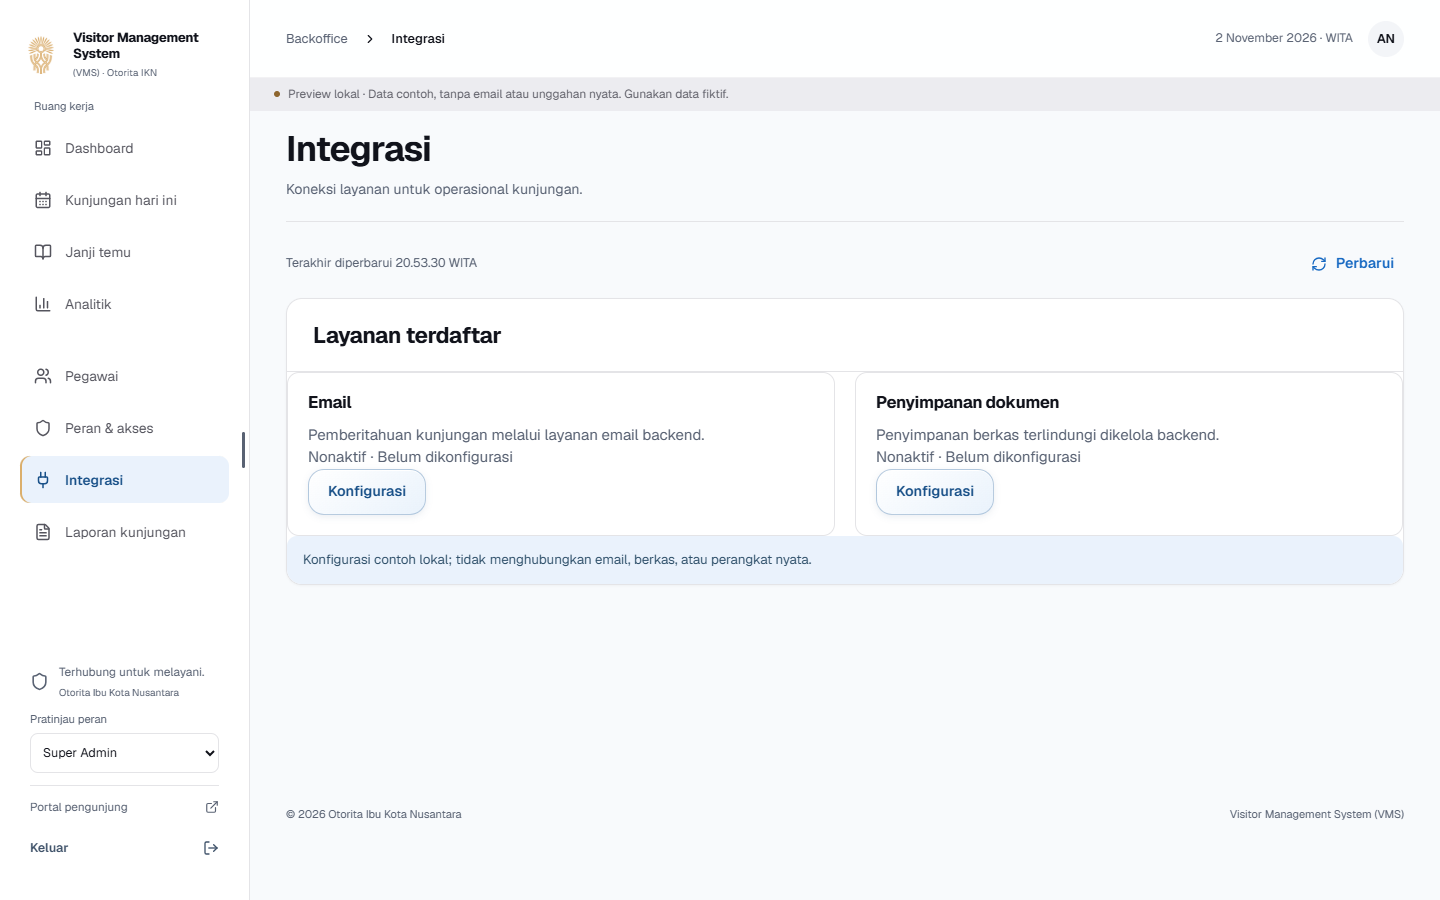 Visitor Management
System
(VMS) · Otorita IKN
Ruang kerja
Dashboard
Kunjungan hari ini
Janji temu
Analitik
Pegawai
Peran & akses
Integrasi
Laporan kunjungan
Terhubung untuk melayani.
Otorita Ibu Kota Nusantara
Pratinjau peran
Super Admin
Portal pengunjung
Keluar
Backoffice Integrasi
2 November 2026 · WITA AN
Preview lokal · Data contoh, tanpa email atau unggahan nyata. Gunakan data fiktif.
Integrasi
Koneksi layanan untuk operasional kunjungan.
Terakhir diperbarui 20.53.30 WITA
Perbarui
Layanan terdaftar
Email
Pemberitahuan kunjungan melalui layanan email backend.
Nonaktif · Belum dikonfigurasi
Konfigurasi
Penyimpanan dokumen
Penyimpanan berkas terlindungi dikelola backend.
Nonaktif · Belum dikonfigurasi
Konfigurasi
Konfigurasi contoh lokal; tidak menghubungkan email, berkas, atau perangkat nyata.
© 2026 Otorita Ibu Kota Nusantara
Visitor Management System (VMS)